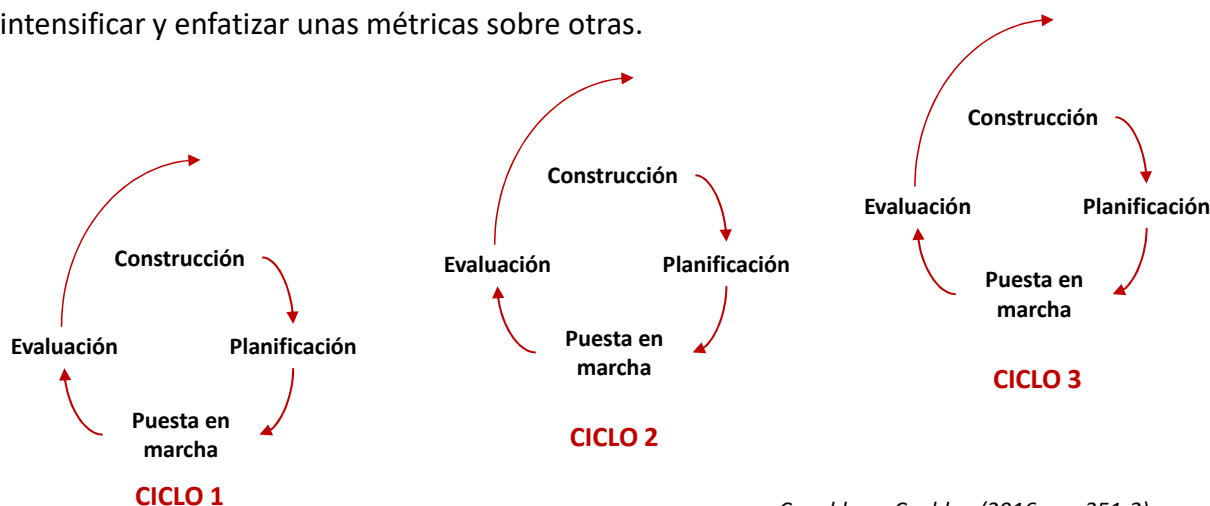 intensificar y enfatizar unas métricas sobre otras.
Construcción
Evaluación
Planificación
Puesta en
marcha
CICLO 1
Construcción
Evaluación
Planificación
Puesta en
marcha
CICLO 2
Construcción
Evaluación
Planificación
Puesta en
marcha
CICLO 3
(2016